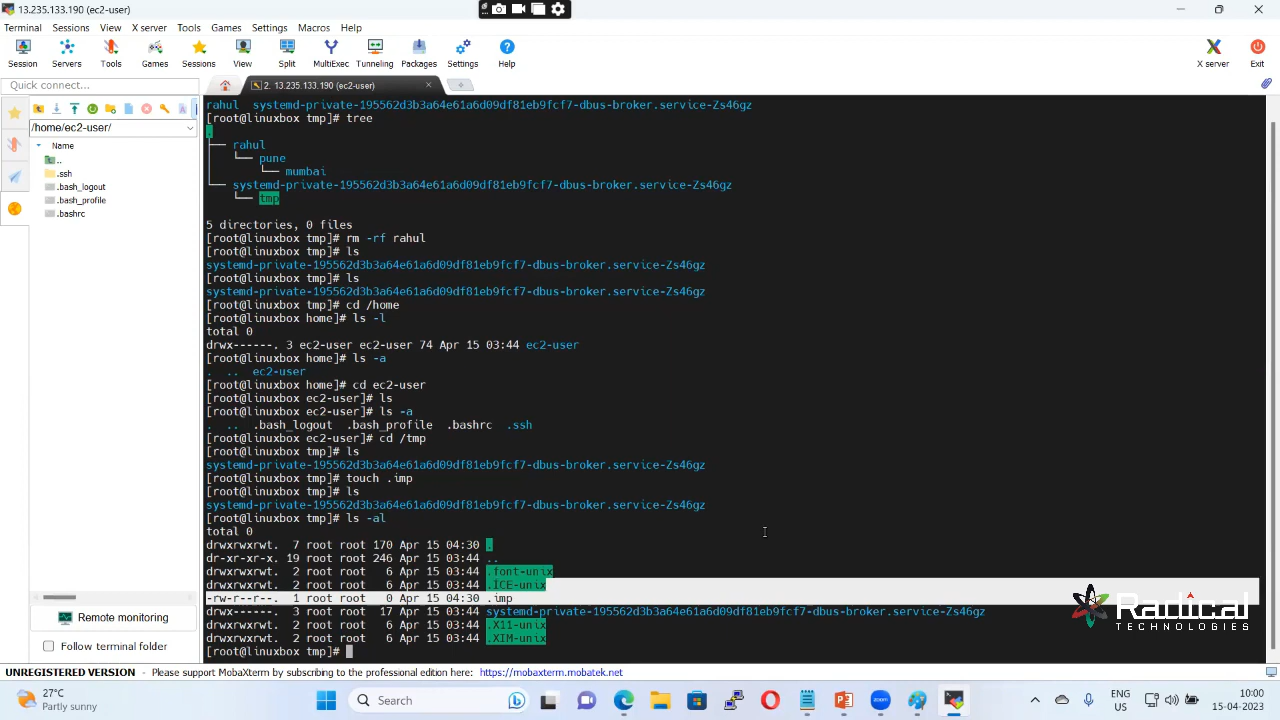 13.235.133.190 (ec2-user)
Terminal Sessions View X server Tools Games Settings Macros Help
Session Servers Tools Games Sessions View Split MultiExec Tunneling Packages Settings Help X server Exit
Quick connect...
2. 13.235.133.190 (ec2-user)
/home/ec2-user/
Name
..
.ssh
.bash_logout
.bash_profile
.bashrc
rahul systemd-private-195562d3b3a64e61a6d09df81eb9fcf7-dbus-broker.service-Zs46gz
[root@linuxbox tmp]# tree
.
├── rahul
│   └── pune
│       └── mumbai
└── systemd-private-195562d3b3a64e61a6d09df81eb9fcf7-dbus-broker.service-Zs46gz
    └── tmp
5 directories, 0 files
[root@linuxbox tmp]# rm -rf rahul
[root@linuxbox tmp]# ls
systemd-private-195562d3b3a64e61a6d09df81eb9fcf7-dbus-broker.service-Zs46gz
[root@linuxbox tmp]# ls
systemd-private-195562d3b3a64e61a6d09df81eb9fcf7-dbus-broker.service-Zs46gz
[root@linuxbox tmp]# cd /home
[root@linuxbox home]# ls -l
total 0
drwx------. 3 ec2-user ec2-user 74 Apr 15 03:44 ec2-user
[root@linuxbox home]# ls -a
. .. ec2-user
[root@linuxbox home]# cd ec2-user
[root@linuxbox ec2-user]# ls
[root@linuxbox ec2-user]# ls -a
. .. .bash_logout .bash_profile .bashrc .ssh
[root@linuxbox ec2-user]# cd /tmp
[root@linuxbox tmp]# ls
systemd-private-195562d3b3a64e61a6d09df81eb9fcf7-dbus-broker.service-Zs46gz
[root@linuxbox tmp]# touch .imp
[root@linuxbox tmp]# ls
systemd-private-195562d3b3a64e61a6d09df81eb9fcf7-dbus-broker.service-Zs46gz
[root@linuxbox tmp]# ls -al
total 0
drwxrwxrwt. 7 root root 170 Apr 15 04:30 .
dr-xr-xr-x. 19 root root 246 Apr 15 03:44 ..
drwxrwxrwt. 2 root root 6 Apr 15 03:44 .font-unix
drwxrwxrwt. 2 root root 6 Apr 15 03:44 .ICE-unix
-rw-r--r--. 1 root root 0 Apr 15 04:30 .imp
drwx------. 3 root root 17 Apr 15 03:44 systemd-private-195562d3b3a64e61a6d09df81eb9fcf7-dbus-broker.service-Zs46gz
drwxrwxrwt. 2 root root 6 Apr 15 03:44 .X11-unix
drwxrwxrwt. 2 root root 6 Apr 15 03:44 .XIM-unix
[root@linuxbox tmp]#
Radical
TECHNOLOGIES
Remote monitoring
Follow terminal folder
UNREGISTERED VERSION - Please support MobaXterm by subscribing to the professional edition here: https://mobaxterm.mobatek.net
27°C
Partly sunny
Search
zoom
ENG
US
10:00
15-04-2023